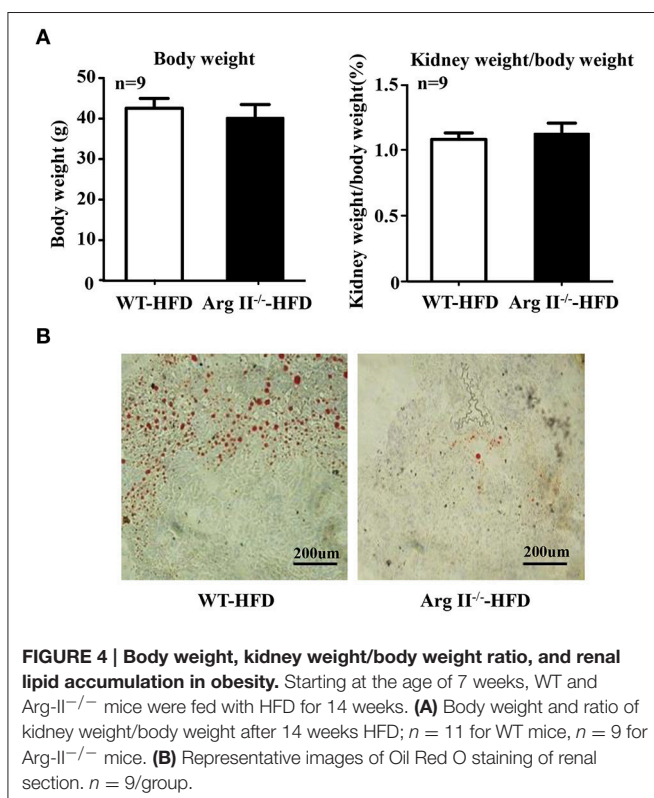 A
Body weight
n=9
Body weight (g)
50
40
30
20
10
0
WT-HFD
Arg II-/--HFD
Kidney weight/body weight
n=9
Kidney weight/body weight(%)
1.5
1.0
0.5
0
WT-HFD
Arg II-/--HFD
B
200um
200um
WT-HFD
Arg II-/--HFD
FIGURE 4 | Body weight, kidney weight/body weight ratio, and renal
lipid accumulation in obesity. Starting at the age of 7 weeks, WT and
Arg-II−/− mice were fed with HFD for 14 weeks. (A) Body weight and ratio of
kidney weight/body weight after 14 weeks HFD; n = 11 for WT mice, n = 9 for
Arg-II−/− mice. (B) Representative images of Oil Red O staining of renal
section. n = 9/group.